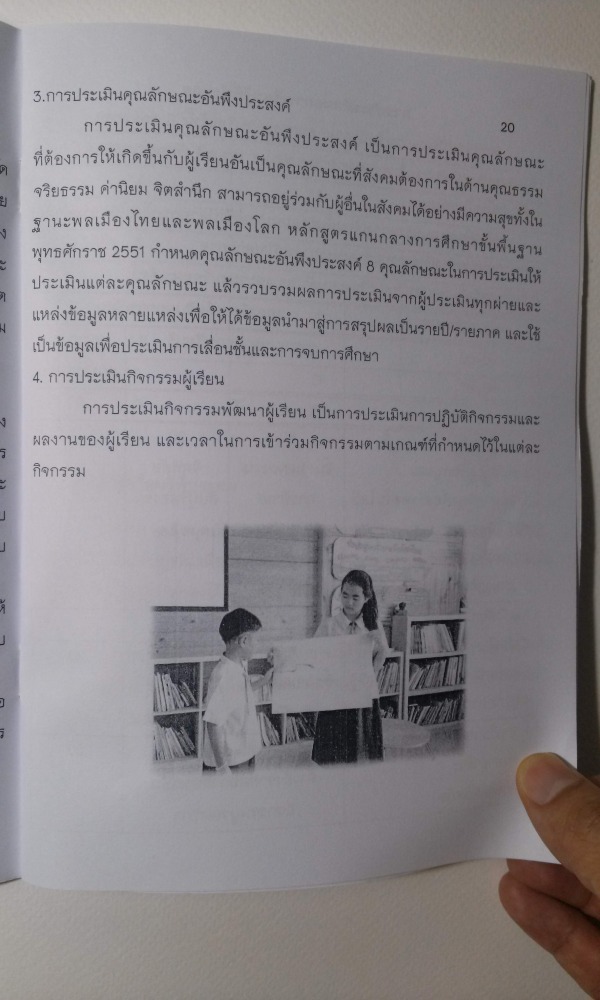 20
3.การประเมินคุณลักษณะอันพึงประสงค์
การประเมินคุณลักษณะอันพึงประสงค์ เป็นการประเมินคุณลักษณะ
ที่ต้องการให้เกิดขึ้นกับผู้เรียนอันเป็นคุณลักษณะที่สังคมต้องการในด้านคุณธรรม
จริยธรรม ค่านิยม จิตสำนึก สามารถอยู่ร่วมกับผู้อื่นในสังคมได้อย่างมีความสุขทั้งใน
ฐานะพลเมืองไทยและพลเมืองโลก หลักสูตรแกนกลางการศึกษาขั้นพื้นฐาน
พุทธศักราช 2551 กำหนดคุณลักษณะอันพึงประสงค์ 8 คุณลักษณะในการประเมินให้
ประเมินแต่ละคุณลักษณะ แล้วรวบรวมผลการประเมินจากผู้ประเมินทุกฝ่ายและ
แหล่งข้อมูลหลายแหล่งเพื่อให้ได้ข้อมูลนำมาสู่การสรุปผลเป็นรายปี/รายภาค และใช้
เป็นข้อมูลเพื่อประเมินการเลื่อนชั้นและการจบการศึกษา
4. การประเมินกิจกรรมผู้เรียน
การประเมินกิจกรรมพัฒนาผู้เรียน เป็นการประเมินการปฏิบัติกิจกรรมและ
ผลงานของผู้เรียน และเวลาในการเข้าร่วมกิจกรรมตามเกณฑ์ที่กำหนดไว้ในแต่ละ
กิจกรรม